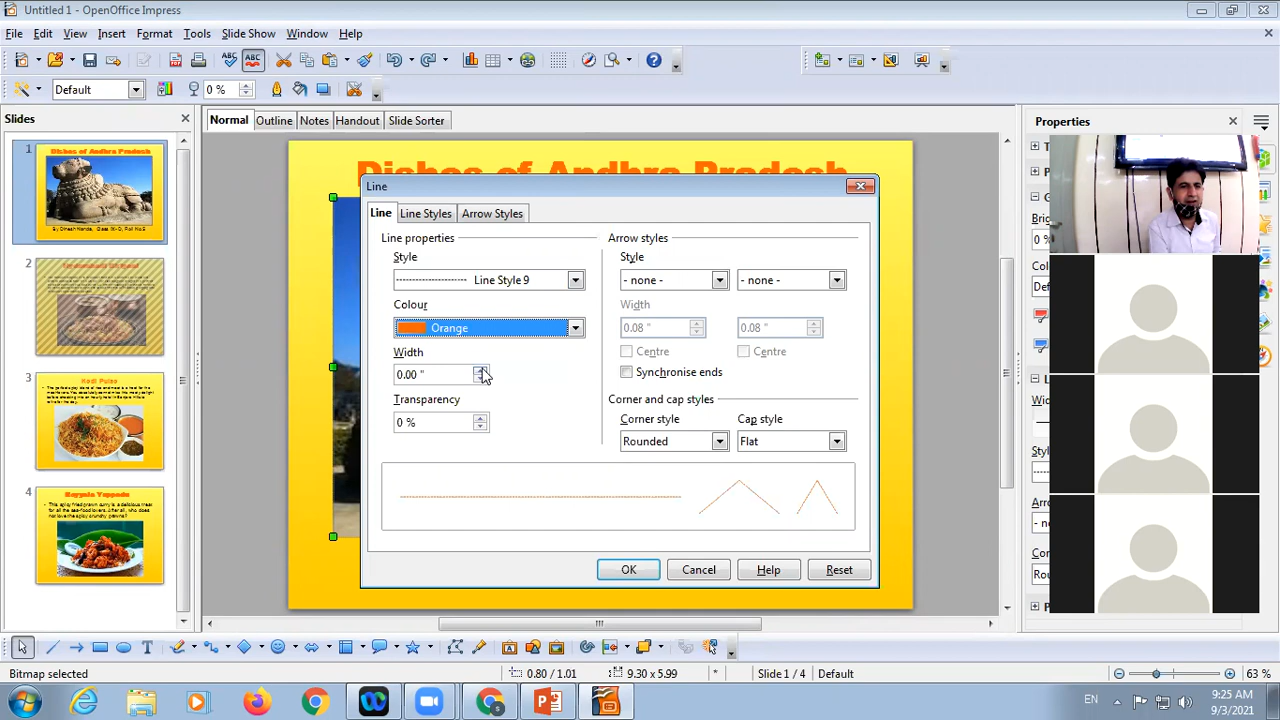 Untitled 1 - OpenOffice Impress
File Edit View Insert Format Tools Slide Show Window Help
Default 0 %
Slides
Normal Outline Notes Handout Slide Sorter
Properties
1
Dishes of Andhra Pradesh
2
3
4
Dishes of Andhra Pradesh
Line
Line Line Styles Arrow Styles
Line properties Arrow styles
Style Style
Line Style 9 - none - - none -
Colour Width
Orange 0.08 " 0.08 "
Width Centre Centre
0.00 " Synchronise ends
Transparency Corner and cap styles
0 % Corner style Cap style
Rounded Flat
OK Cancel Help Reset
Bitmap selected 0.80 / 1.01 9.30 x 5.99 * Slide 1 / 4 Default 63 %
EN 9:25 AM
9/3/2021